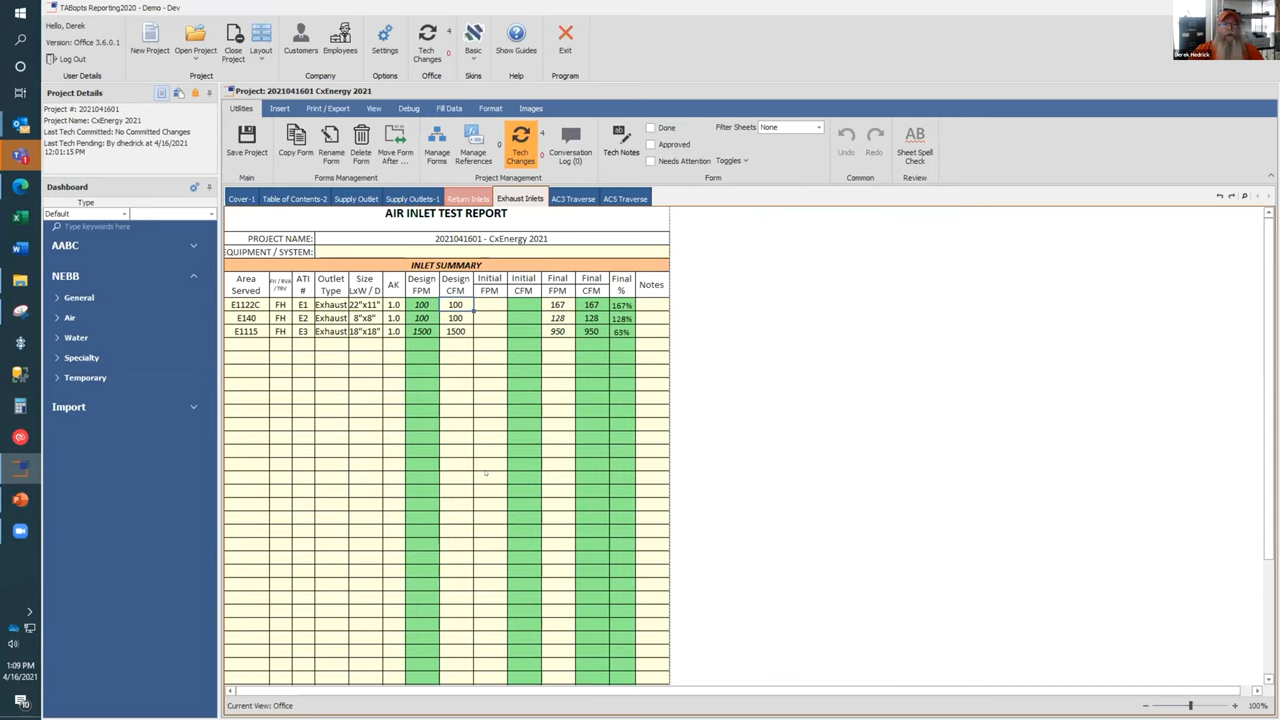 TABopts Reporting2020 - Demo - Dev
Hello, Derek
Version: Office 3.6.0.1
Log Out
User Details
New Project
Open Project
Close Project
Layout
Project
Customers
Employees
Company
Settings
Options
Tech Changes
4
0
Office
Basic
Skins
Show Guides
Help
Exit
Program
Derek Hedrick
Project Details
Project #: 2021041601
Project Name: CxEnergy 2021
Last Tech Committed: No Committed Changes
Last Tech Pending: By dhedrick at 4/16/2021
12:01:15 PM
Dashboard
Type
Default
Type keywords here
AABC
NEBB
General
Air
Water
Specialty
Temporary
Import
Project: 2021041601 CxEnergy 2021
Utilities Insert Print / Export View Debug Fill Data Format Images
Save Project
Main
Copy Form
Rename Form
Delete Form
Move Form After ...
Forms Management
Manage Forms
Manage References
0
Tech Changes
4
0
Conversation Log (0)
Project Management
Tech Notes
Done
Approved
Needs Attention
Filter Sheets None
Toggles
Form
Undo
Redo
Common
Sheet Spell Check
Review
Cover-1 Table of Contents-2 Supply Outlet Supply Outlets-1 Return Inlets Exhaust Inlets AC3 Traverse AC5 Traverse
AIR INLET TEST REPORT
PROJECT NAME: 2021041601 - CxEnergy 2021
EQUIPMENT / SYSTEM:
INLET SUMMARY
Area Served FH / RVA / TRV ATI # Outlet Type Size LxW / D AK Design FPM Design CFM Initial FPM Initial CFM Final FPM Final CFM Final % Notes
E1122C FH E1 Exhaust 22"x11" 1.0 100 100 167 167 167%
E140 FH E2 Exhaust 8"x8" 1.0 100 100 128 128 128%
E1115 FH E3 Exhaust 18"x18" 1.0 1500 1500 950 950 63%
Current View: Office
100%
1:09 PM
4/16/2021
10